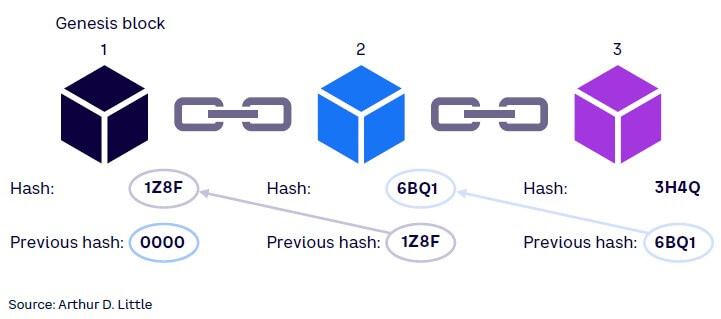 Genesis block
1 2 3
Hash: 1Z8F Hash: 6BQ1 Hash: 3H4Q
Previous hash: 0000 Previous hash: 1Z8F Previous hash: 6BQ1
Source: Arthur D. Little